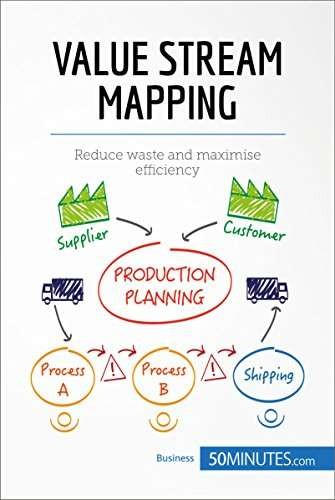 VALUE STREAM
MAPPING
Reduce waste and maximise
efficiency
Supplier
Customer
PRODUCTION
PLANNING
Process
A
Process
B
Shipping
Business 50MINUTES.com